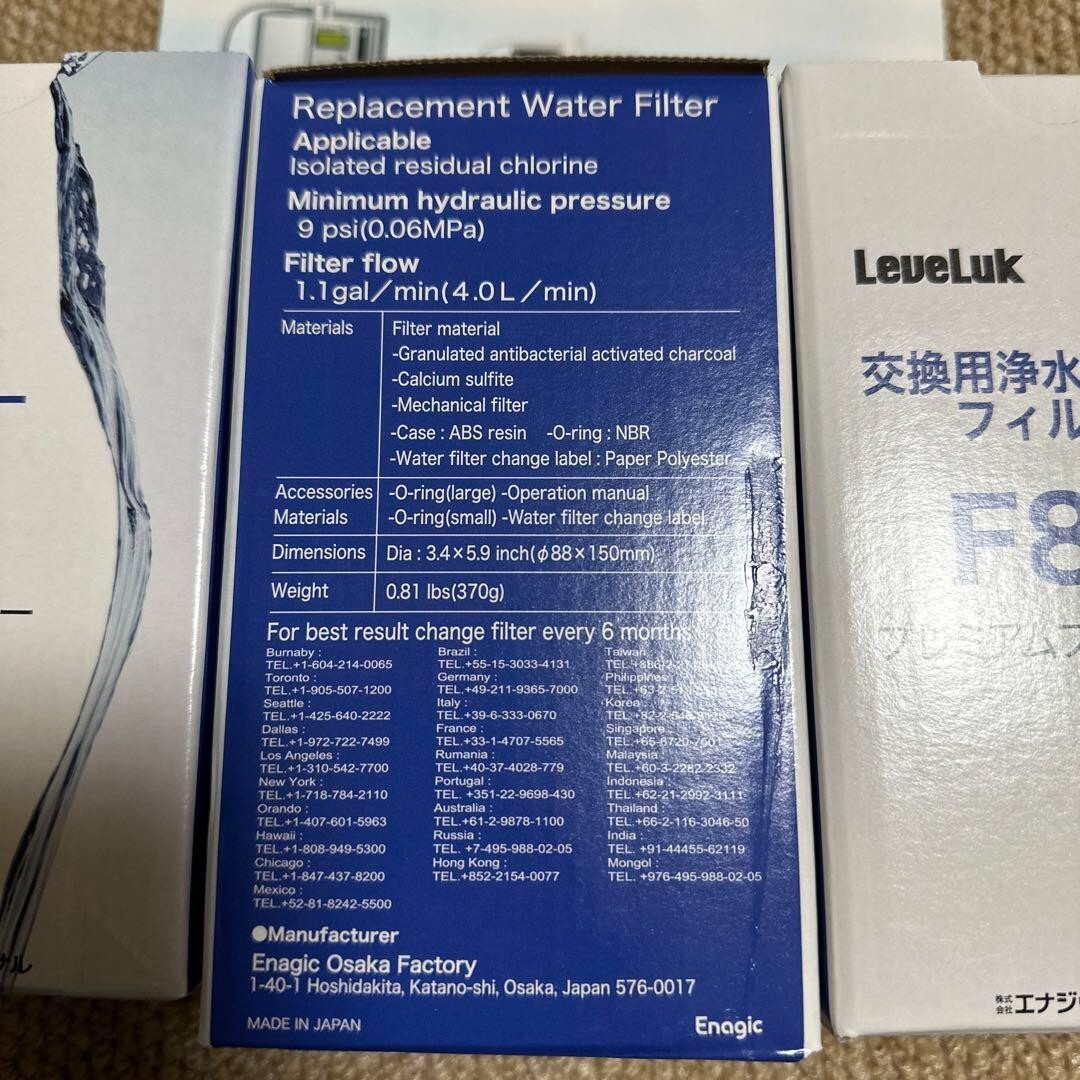 Replacement Water Filter
Applicable
Isolated residual chlorine
Minimum hydraulic pressure
9 psi(0.06MPa)
Filter flow
1.1gal／min(4.0L／min)
Materials
Filter material
-Granulated antibacterial activated charcoal
-Calcium sulfite
-Mechanical filter
-Case : ABS resin -O-ring : NBR
-Water filter change label : Paper Polyester
Accessories Materials
-O-ring(large) -Operation manual
-O-ring(small) -Water filter change label
Dimensions
Dia : 3.4×5.9 inch(φ88×150mm)
Weight
0.81 lbs(370g)
For best result change filter every 6 months
Burnaby :
TEL.+1-604-214-0065
Toronto :
TEL.+1-905-507-1200
Seattle :
TEL.+1-425-640-2222
Dallas :
TEL.+1-972-722-7499
Los Angeles :
TEL.+1-310-542-7700
New York :
TEL.+1-718-784-2110
Orando :
TEL.+1-407-601-5963
Hawaii :
TEL.+1-808-949-5300
Chicago :
TEL.+1-847-437-8200
Mexico :
TEL.+52-81-8242-5500
Brazil :
TEL.+55-15-3033-4131
Germany :
TEL.+49-211-9365-7000
Italy :
TEL.+39-6-333-0670
France :
TEL.+33-1-4707-5565
Rumania :
TEL.+40-37-4028-779
Portugal :
TEL. +351-22-9698-430
Australia :
TEL.+61-2-9878-1100
Russia :
TEL. +7-495-988-02-05
Hong Kong :
TEL.+852-2154-0077
Taiwan
Philippines
Korea
Singapore :
TEL.+65-6720-7501
Malaysia
TEL.+60-3-2282-2332
Indonesia :
TEL.+62-21-2992-3111
Thailand :
TEL.+66-2-116-3046-50
India :
TEL. +91-44455-62119
Mongol :
TEL. +976-495-988-02-05
●Manufacturer
Enagic Osaka Factory
1-40-1 Hoshidakita, Katano-shi, Osaka, Japan 576-0017
MADE IN JAPAN
Enagic
LeveLuk
交換用浄水
フィル
F8
プレミアム
株式会社エナジ